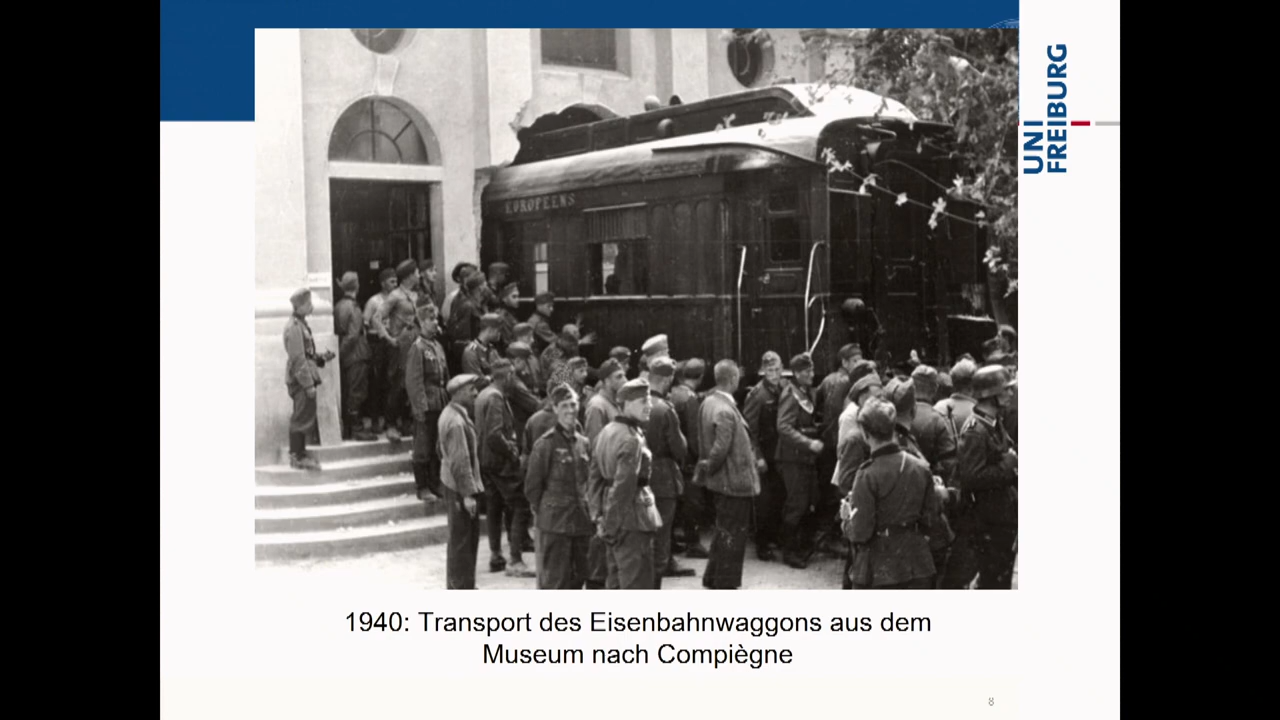 UNI
FREIBURG
EUROPEENS
1940: Transport des Eisenbahnwaggons aus dem
Museum nach Compiègne
8